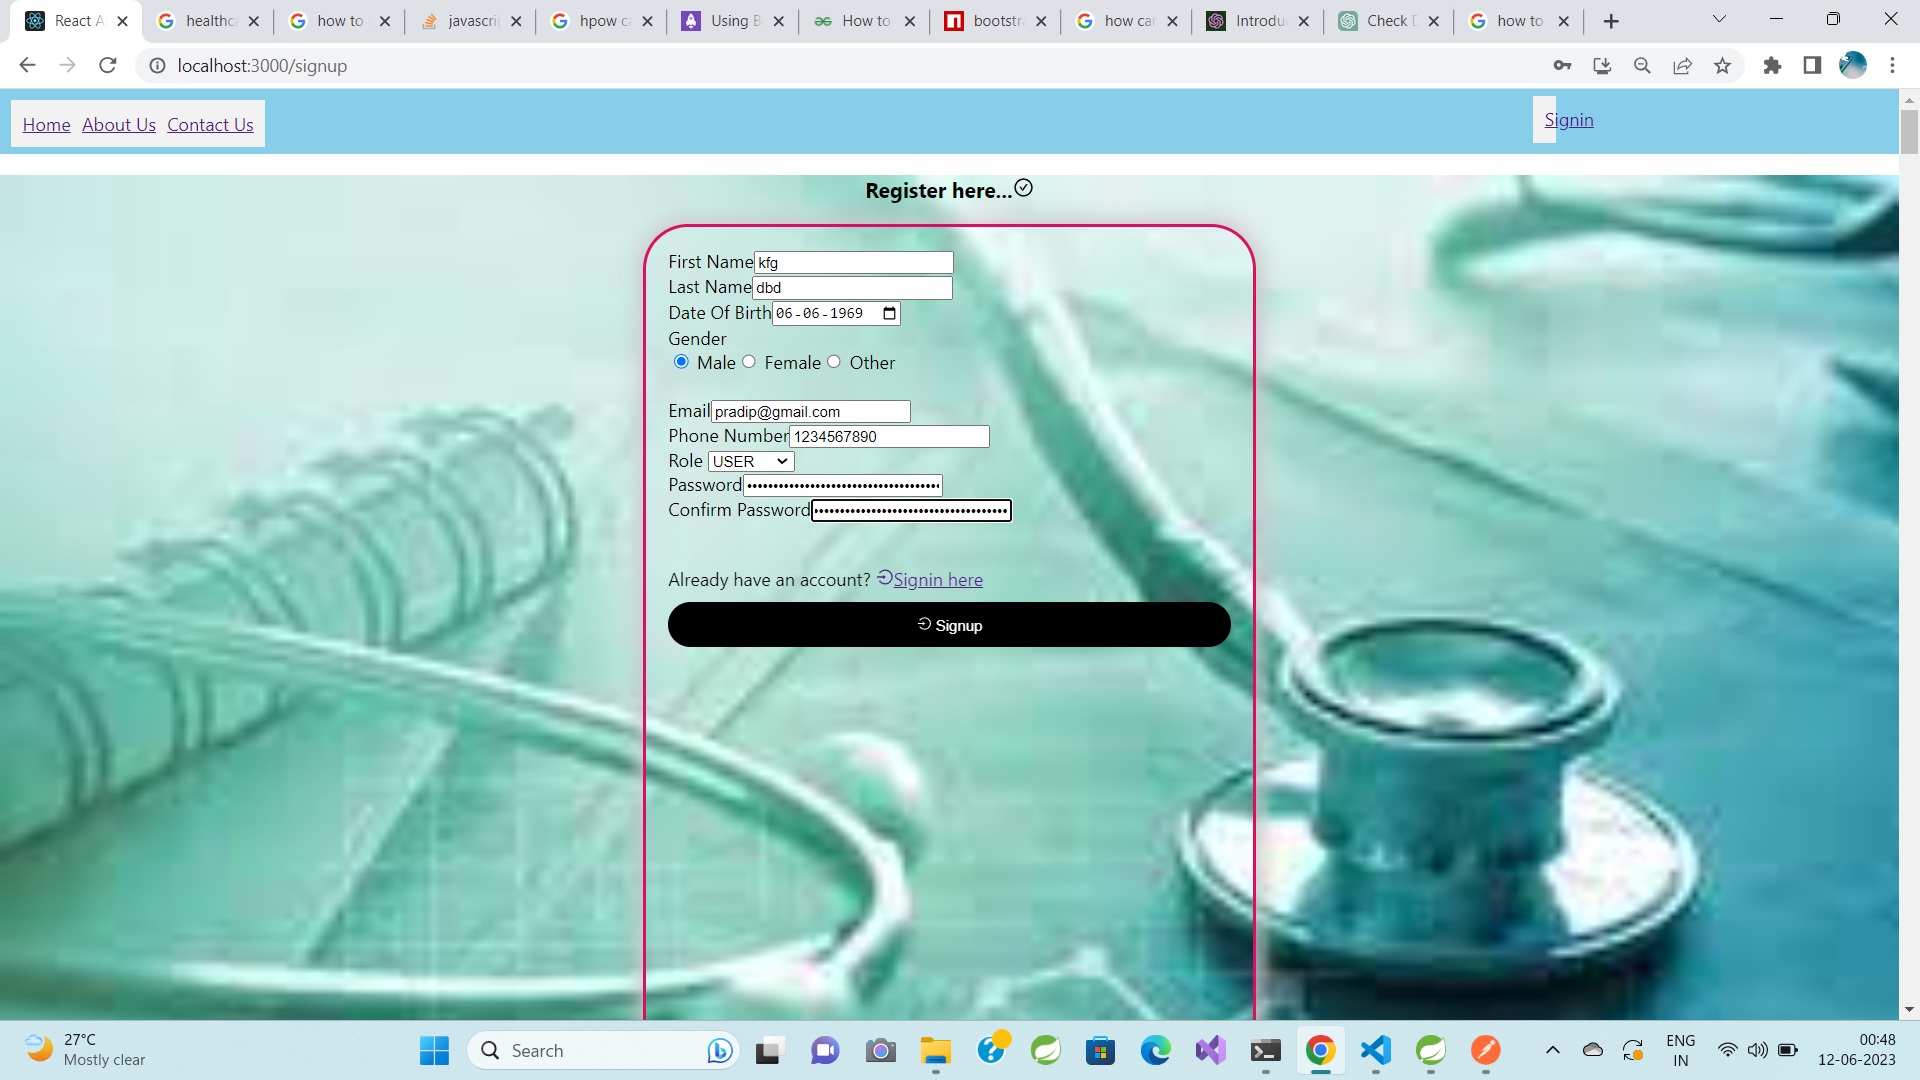 React A
healthc
how to
javascri
hpow ca
Using B
How to
bootstra
how can
Introdu
Check D
how to
localhost:3000/signup
Home About Us Contact Us
Signin
Register here...
First Name kfg
Last Name dbd
Date Of Birth 06-06-1969
Gender
Male Female Other
Email pradip@gmail.com
Phone Number 1234567890
Role USER
Password ••••••••••••••••••••••••••••••••••••••
Confirm Password ••••••••••••••••••••••••••••••••••••••
Already have an account? Signin here
Signup
27°C
Mostly clear
Search
ENG
IN
00:48
12-06-2023